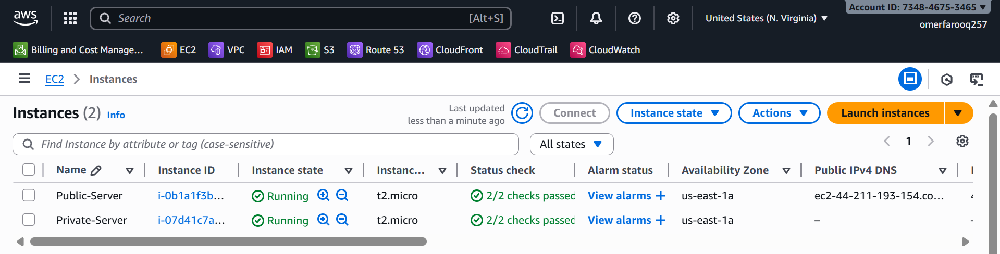 aws
Search [Alt+S]
United States (N. Virginia)
Account ID: 7348-4675-3465
omerfarooq257
Billing and Cost Manage... EC2 VPC IAM S3 Route 53 CloudFront CloudTrail CloudWatch
EC2 Instances
Instances (2) Info
Last updated
less than a minute ago
Connect Instance state Actions Launch instances
Find Instance by attribute or tag (case-sensitive) All states 1
Name Instance ID Instance state Instanc... Status check Alarm status Availability Zone Public IPv4 DNS
Public-Server i-0b1a1f3b... Running t2.micro 2/2 checks passed View alarms + us-east-1a ec2-44-211-193-154.co...
Private-Server i-07d41c7a... Running t2.micro 2/2 checks passed View alarms + us-east-1a –